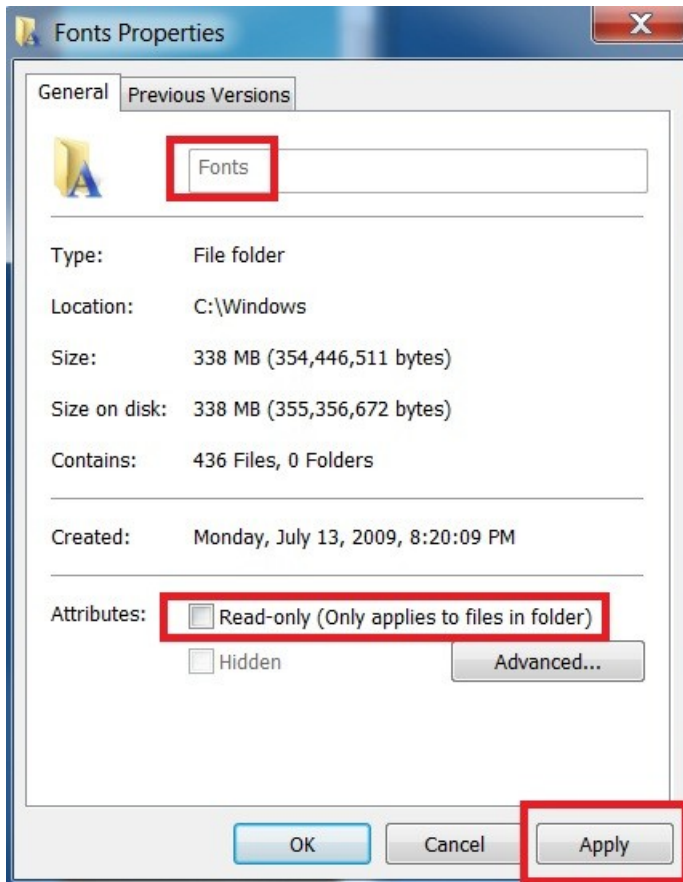 Fonts Properties
X
General Previous Versions
Fonts
Type: File folder
Location: C:\Windows
Size: 338 MB (354,446,511 bytes)
Size on disk: 338 MB (355,356,672 bytes)
Contains: 436 Files, 0 Folders
Created: Monday, July 13, 2009, 8:20:09 PM
Attributes: Read-only (Only applies to files in folder)
Hidden Advanced...
OK Cancel Apply